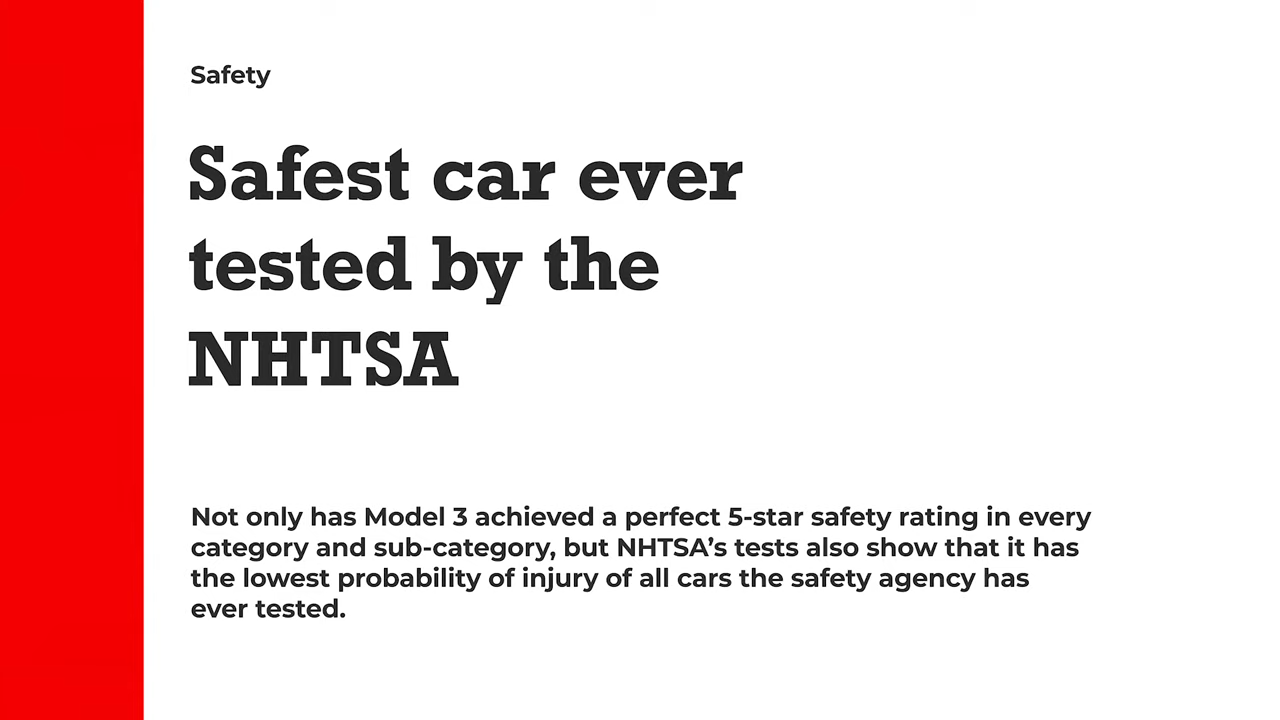 Safety
Safest car ever
tested by the
NHTSA
Not only has Model 3 achieved a perfect 5-star safety rating in every
category and sub-category, but NHTSA’s tests also show that it has
the lowest probability of injury of all cars the safety agency has
ever tested.